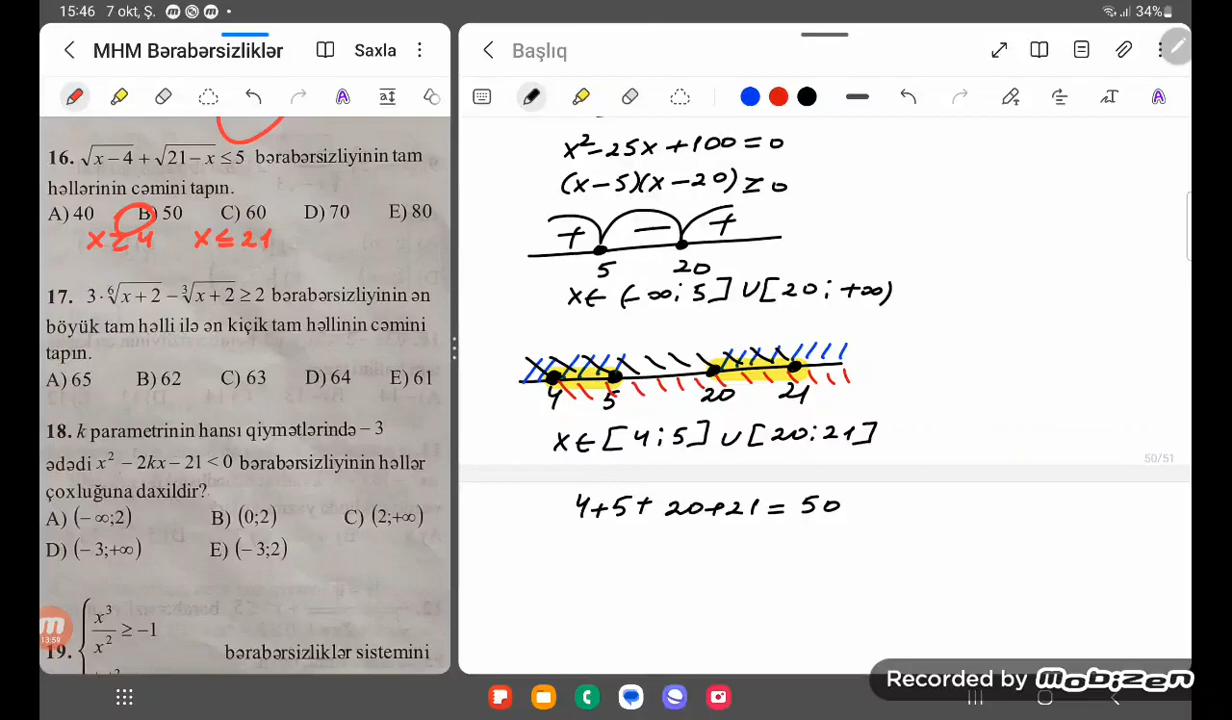 15:46 7 okt, Ş. 34%
MHM Bərabərsizliklər Saxla
16. √(x−4) + √(21−x) ≤ 5 bərabərsizliyinin tam
həllərinin cəmini tapın.
A) 40 B) 50 C) 60 D) 70 E) 80
x ≥ 4 x ≤ 21
17. 3·⁶√(x+2) − ³√(x+2) ≥ 2 bərabərsizliyinin ən
böyük tam həlli ilə ən kiçik tam həllinin cəmini
tapın.
A) 65 B) 62 C) 63 D) 64 E) 61
18. k parametrinin hansı qiymətlərində − 3
ədədi x² − 2kx − 21 < 0 bərabərsizliyinin həllər
çoxluğuna daxildir?
A) (−∞;2) B) (0;2) C) (2;+∞)
D) (−3;+∞) E) (−3;2)
19. { x³/x² ≥ −1
bərabərsizliklər sistemini
13:59
Başlıq
x² − 25x + 100 = 0
(x − 5)(x − 20) ≥ 0
+ − +
5 20
x ∈ (−∞; 5] ∪ [20; +∞)
4 5 20 21
x ∈ [4; 5] ∪ [20; 21]
50/51
4 + 5 + 20 + 21 = 50
Recorded by mobizen